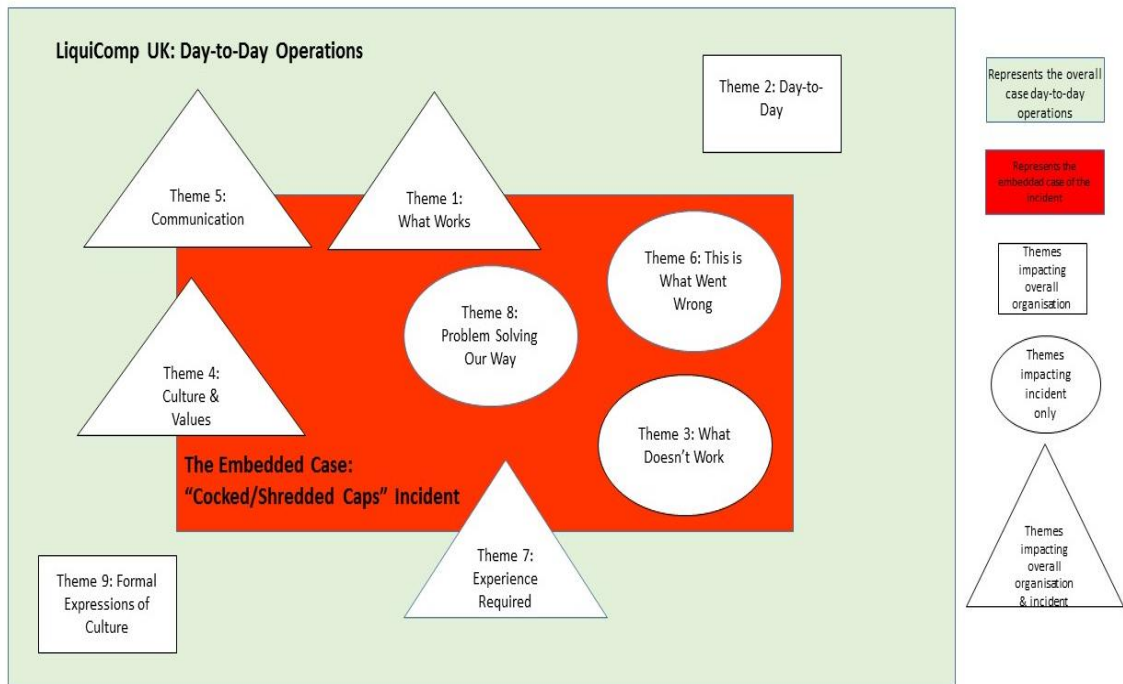 LiquiComp UK: Day-to-Day Operations
Theme 2: Day-to-
Day
Theme 5:
Communication
Theme 1:
What Works
Theme 6: This is
What Went
Wrong
Theme 8:
Problem Solving
Our Way
Theme 4:
Culture &
Values
Theme 3: What
Doesn't Work
The Embedded Case:
“Cocked/Shredded Caps” Incident
Theme 7:
Experience
Required
Theme 9: Formal
Expressions of
Culture
Represents the overall
case day-to-day
operations
Represents the
embedded case of the
incident
Themes
impacting
overall
organisation
Themes
impacting
incident
only
Themes
impacting
overall
organisation
& incident